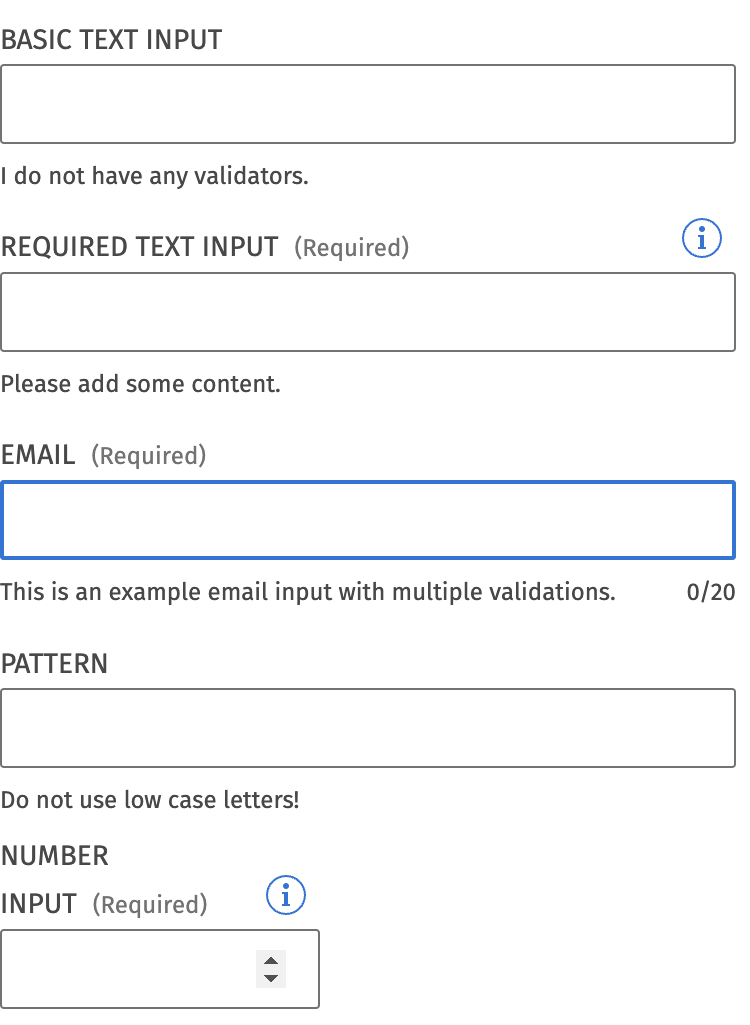 BASIC TEXT INPUT
I do not have any validators.
REQUIRED TEXT INPUT (Required)
Please add some content.
EMAIL (Required)
This is an example email input with multiple validations. 0/20
PATTERN
Do not use low case letters!
NUMBER
INPUT (Required)